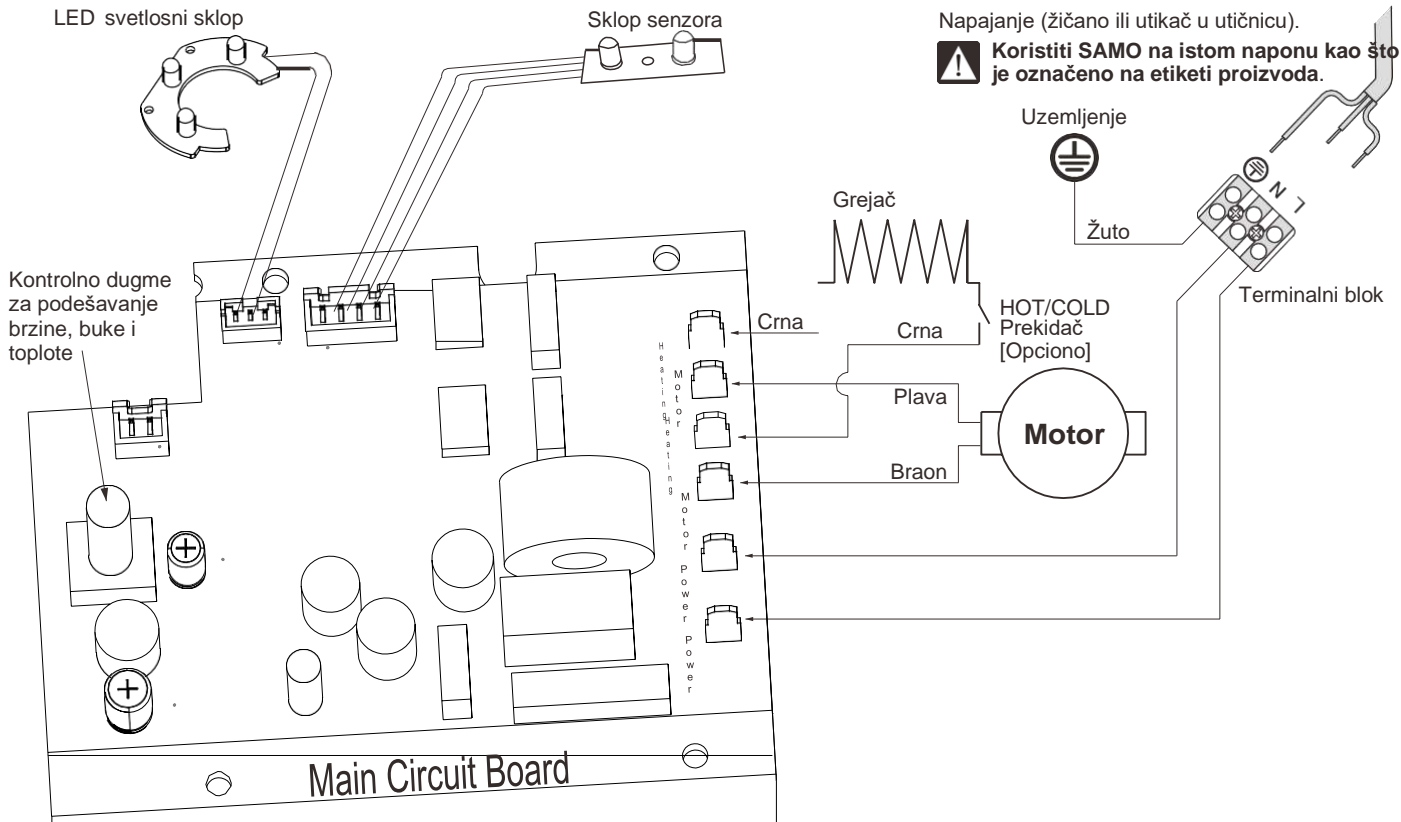 LED svetlosni sklop
Sklop senzora
Napajanje (žičano ili utikač u utičnicu).
Koristiti SAMO na istom naponu kao što
je označeno na etiketi proizvoda.
Uzemljenje
Žuto
L N
Terminalni blok
Grejač
HOT/COLD
Prekidač
[Opciono]
Crna
Crna
Kontrolno dugme
za podešavanje
brzine, buke i
toplote
Plava
Motor
Braon
Heating
Motor
Heating
Motor
Power
Power
Main Circuit Board